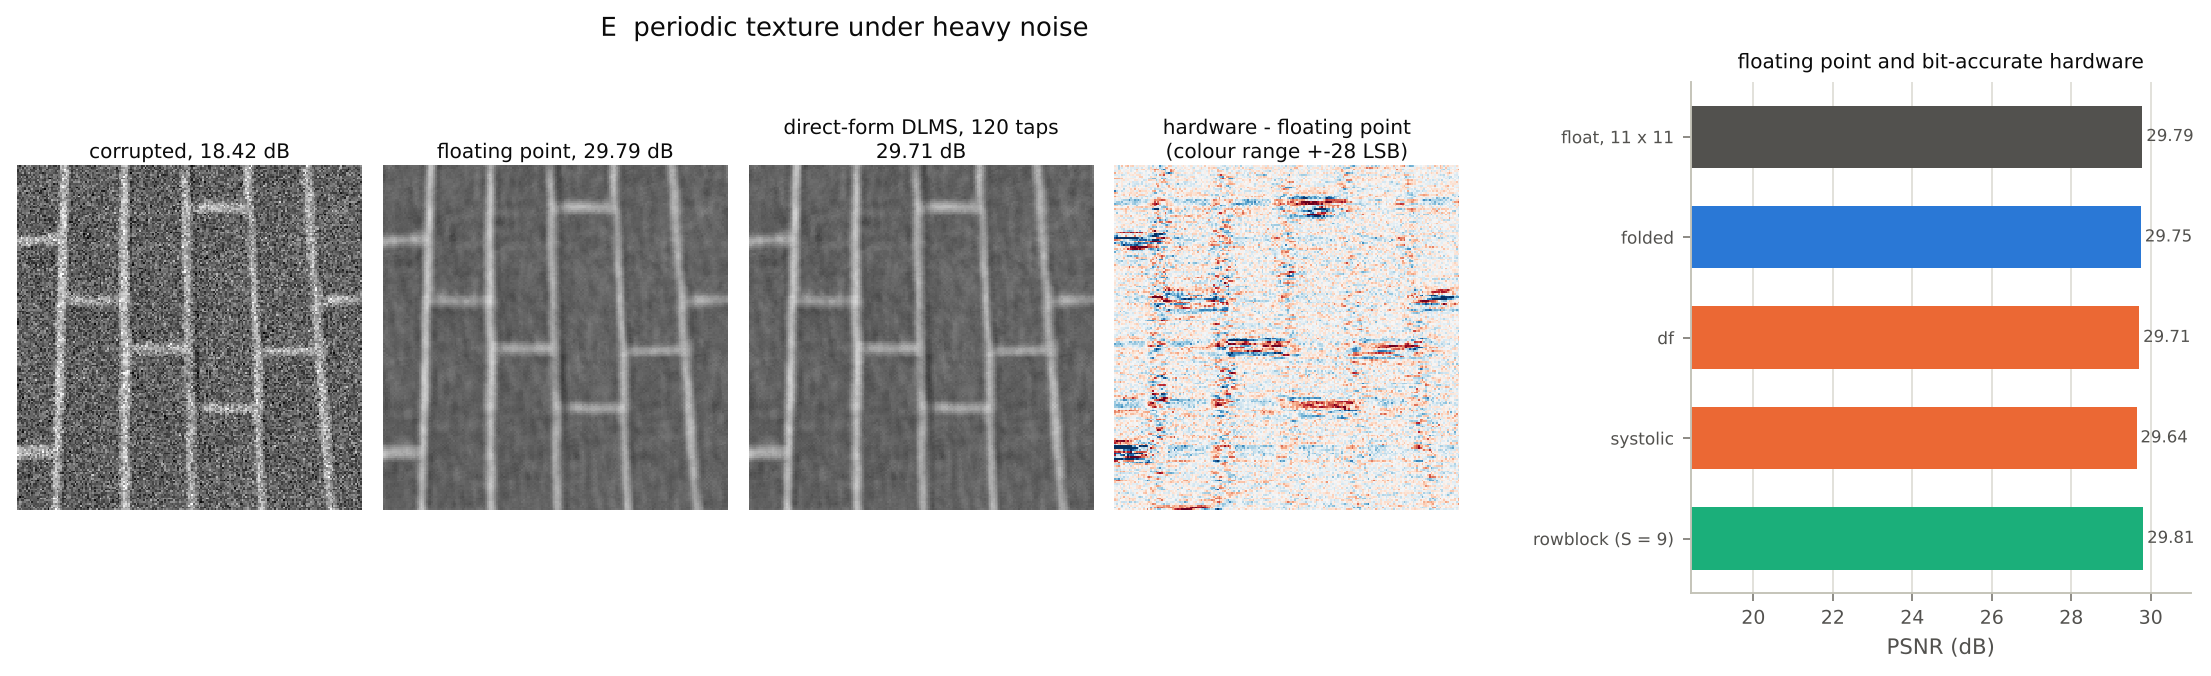 E  periodic texture under heavy noise
corrupted, 18.42 dB
floating point, 29.79 dB
direct-form DLMS, 120 taps
29.71 dB
hardware - floating point
(colour range +-28 LSB)
floating point and bit-accurate hardware
float, 11 x 11
29.79
folded
29.75
df
29.71
systolic
29.64
rowblock (S = 9)
29.81
20 22 24 26 28 30
PSNR (dB)